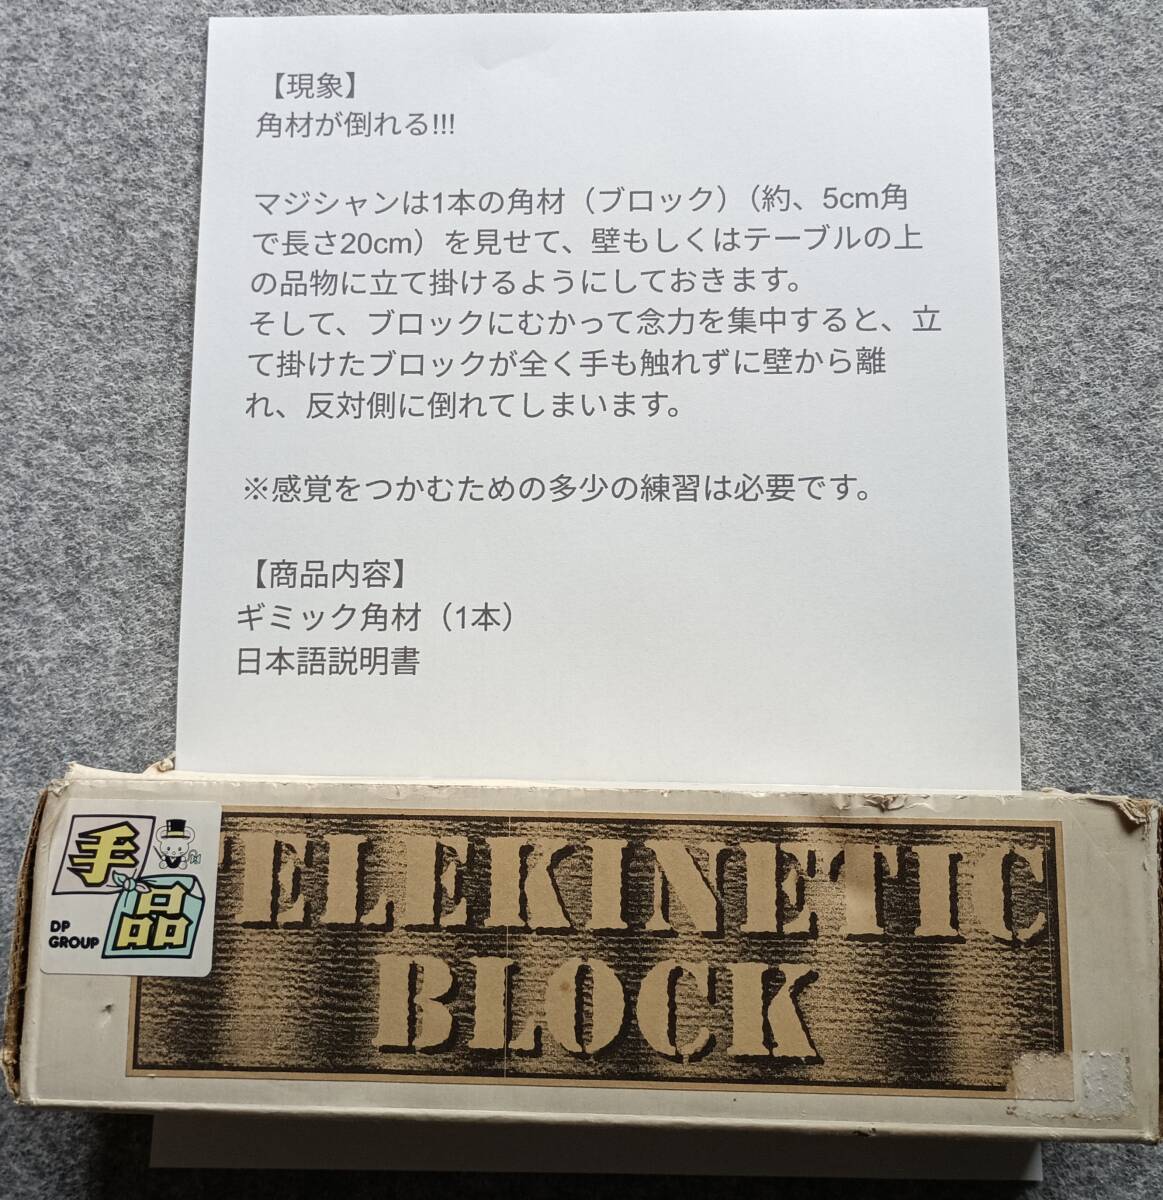 【現象】
角材が倒れる!!!
マジシャンは1本の角材（ブロック）（約、5cm角
で長さ20cm）を見せて、壁もしくはテーブルの上
の品物に立て掛けるようにしておきます。
そして、ブロックにむかって念力を集中すると、立
て掛けたブロックが全く手も触れずに壁から離
れ、反対側に倒れてしまいます。
※感覚をつかむための多少の練習は必要です。
【商品内容】
ギミック角材（1本）
日本語説明書
手品
DP
GROUP
ELEKINETIC
BLOCK